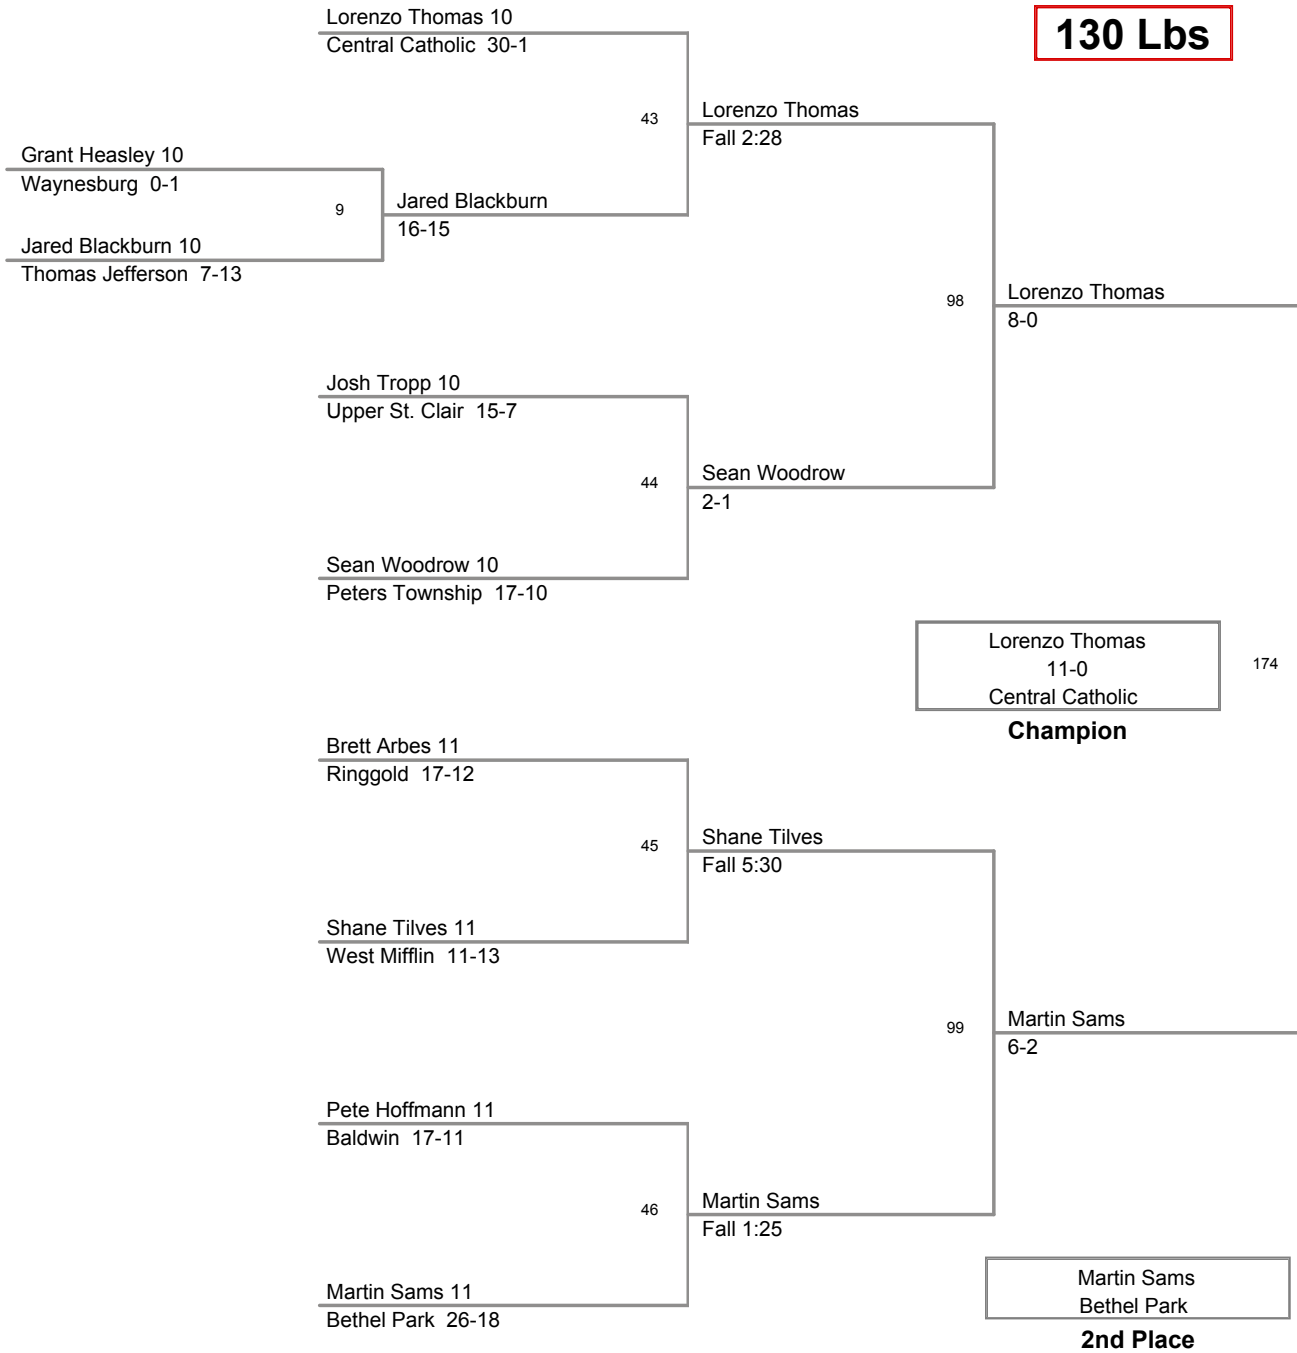 Lorenzo Thomas 10
Central Catholic 30-1
130 Lbs
43
Lorenzo Thomas
Fall 2:28
Grant Heasley 10
Waynesburg 0-1
9
Jared Blackburn
16-15
Jared Blackburn 10
Thomas Jefferson 7-13
98
Lorenzo Thomas
8-0
Josh Tropp 10
Upper St. Clair 15-7
44
Sean Woodrow
2-1
Sean Woodrow 10
Peters Township 17-10
Lorenzo Thomas
11-0
Central Catholic
174
Champion
Brett Arbes 11
Ringgold 17-12
45
Shane Tilves
Fall 5:30
Shane Tilves 11
West Mifflin 11-13
99
Martin Sams
6-2
Pete Hoffmann 11
Baldwin 17-11
46
Martin Sams
Fall 1:25
Martin Sams 11
Bethel Park 26-18
Martin Sams
Bethel Park
2nd Place